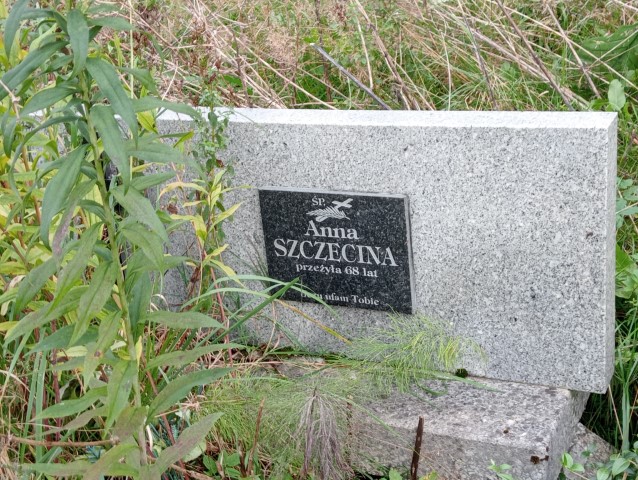 ŚP.
Anna
SZCZECINA
przeżyła 68 lat
ufam Tobie